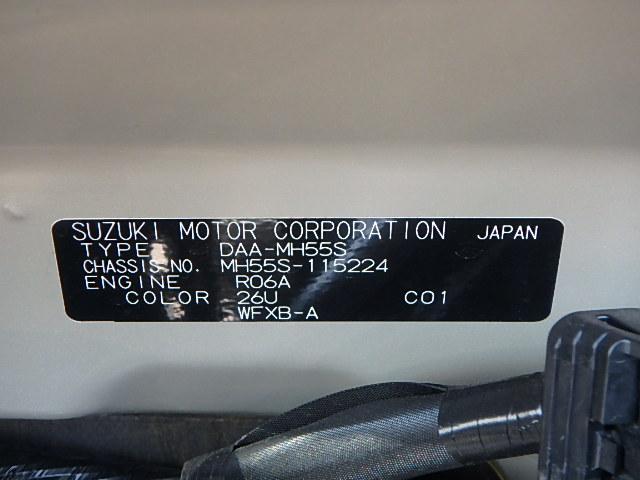 SUZUKI MOTOR CORPORATION JAPAN
TYPE DAA-MH55S
CHASSIS NO. MH55S-115224
ENGINE R06A
COLOR 26U C01
WFXB-A